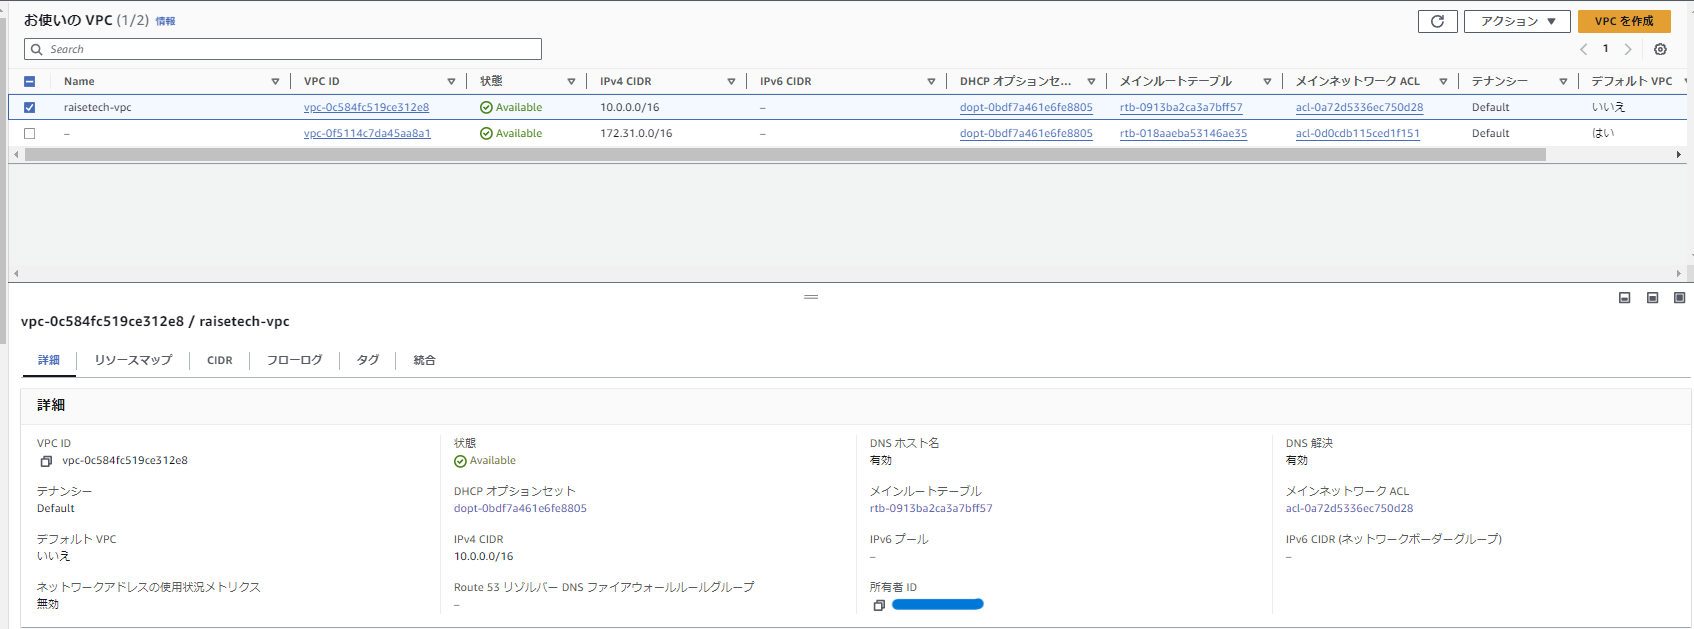 お使いの VPC (1/2) 情報
アクション ▼
VPC を作成
Search
1
Name VPC ID 状態 IPv4 CIDR IPv6 CIDR DHCP オプションセ... メインルートテーブル メインネットワーク ACL テナンシー デフォルト VPC
raisetech-vpc vpc-0c584fc519ce312e8 Available 10.0.0.0/16 – dopt-0bdf7a461e6fe8805 rtb-0913ba2ca3a7bff57 acl-0a72d5336ec750d28 Default いいえ
– vpc-0f5114c7da45aa8a1 Available 172.31.0.0/16 – dopt-0bdf7a461e6fe8805 rtb-018aaeba53146ae35 acl-0d0cdb115ced1f151 Default はい
vpc-0c584fc519ce312e8 / raisetech-vpc
詳細 リソースマップ CIDR フローログ タグ 統合
詳細
VPC ID 状態 DNS ホスト名 DNS 解決
vpc-0c584fc519ce312e8 Available 有効 有効
テナンシー DHCP オプションセット メインルートテーブル メインネットワーク ACL
Default dopt-0bdf7a461e6fe8805 rtb-0913ba2ca3a7bff57 acl-0a72d5336ec750d28
デフォルト VPC IPv4 CIDR IPv6 プール IPv6 CIDR (ネットワークボーダーグループ)
いいえ 10.0.0.0/16 – –
ネットワークアドレスの使用状況メトリクス Route 53 リゾルバー DNS ファイアウォールルールグループ 所有者 ID
無効 –